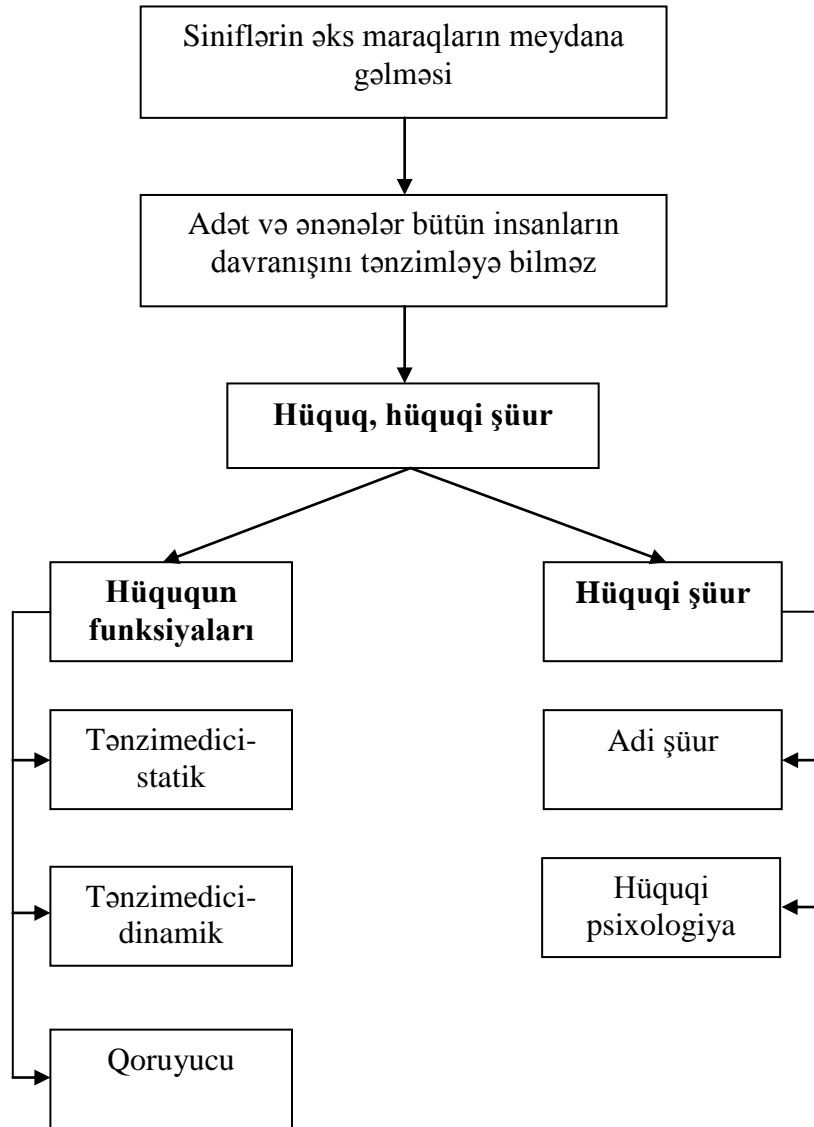 Siniflərin əks maraqların meydana
gəlməsi
Adət və ənənələr bütün insanların
davranışını tənzimləyə bilməz
Hüquq, hüquqi şüur
Hüququn
funksiyaları
Hüquqi şüur
Tənzimedici-
statik
Adi şüur
Tənzimedici-
dinamik
Hüquqi
psixologiya
Qoruyucu